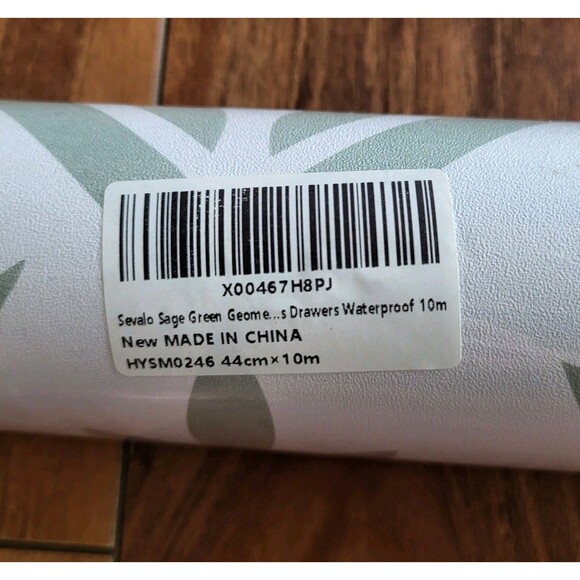 X00467H8PJ
Sevalo Sage Green Geome...s Drawers Waterproof 10m
New MADE IN CHINA
HYSM0246 44cm×10m